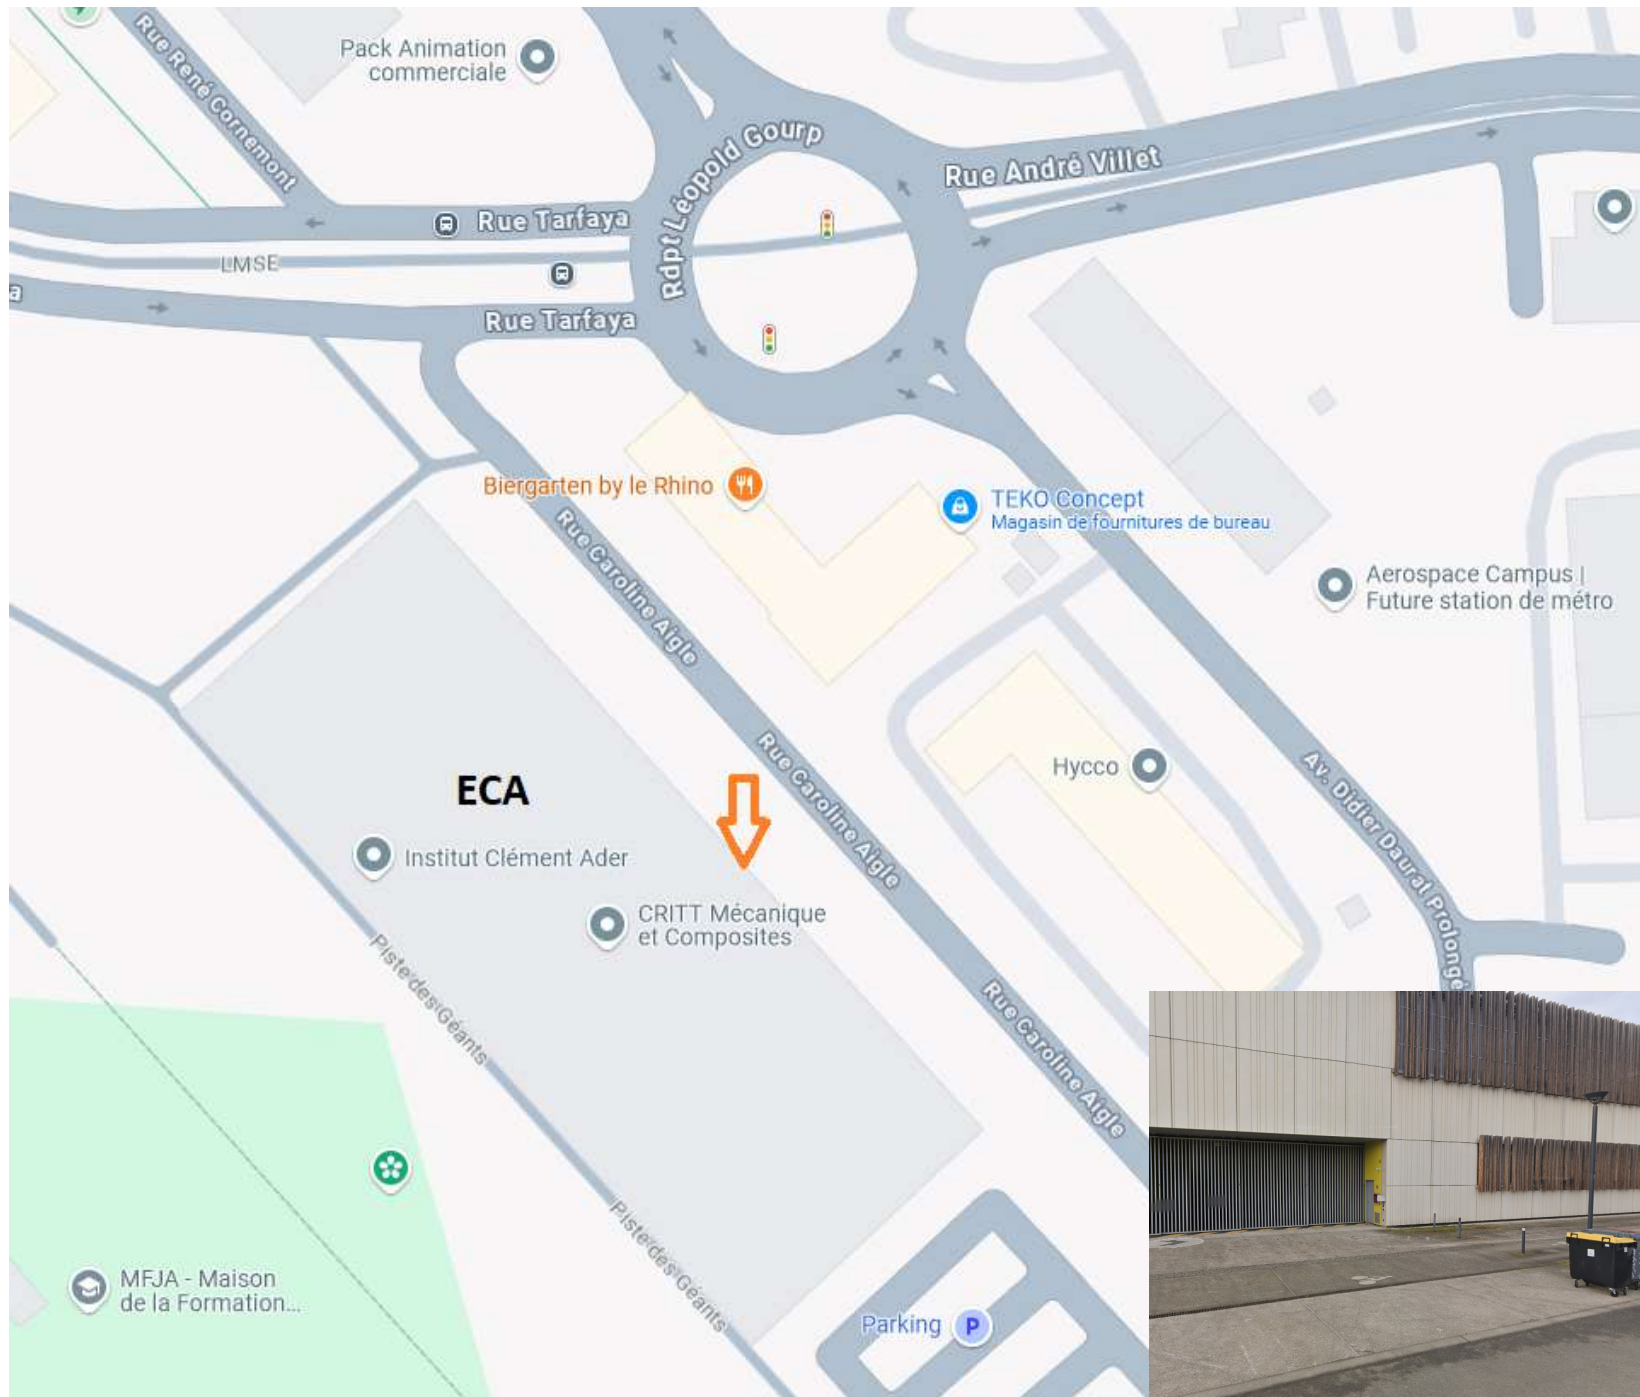 Rue René Cornemont
Pack Animation
commerciale
Rdpt Léopold Gourp
Rue André Villet
Rue Tarfaya
LMSE
a
Rue Tarfaya
Biergarten by le Rhino
TEKO Concept
Magasin de fournitures de bureau
Rue Caroline Aigle
Aerospace Campus |
Future station de métro
Rue Caroline Aigle
Hycco
Av. Didier Daurat Prolongé
ECA
Institut Clément Ader
CRITT Mécanique
et Composites
Piste des Géants
Rue Caroline Aigle
Piste des Géants
MFJA - Maison
de la Formation...
Parking P